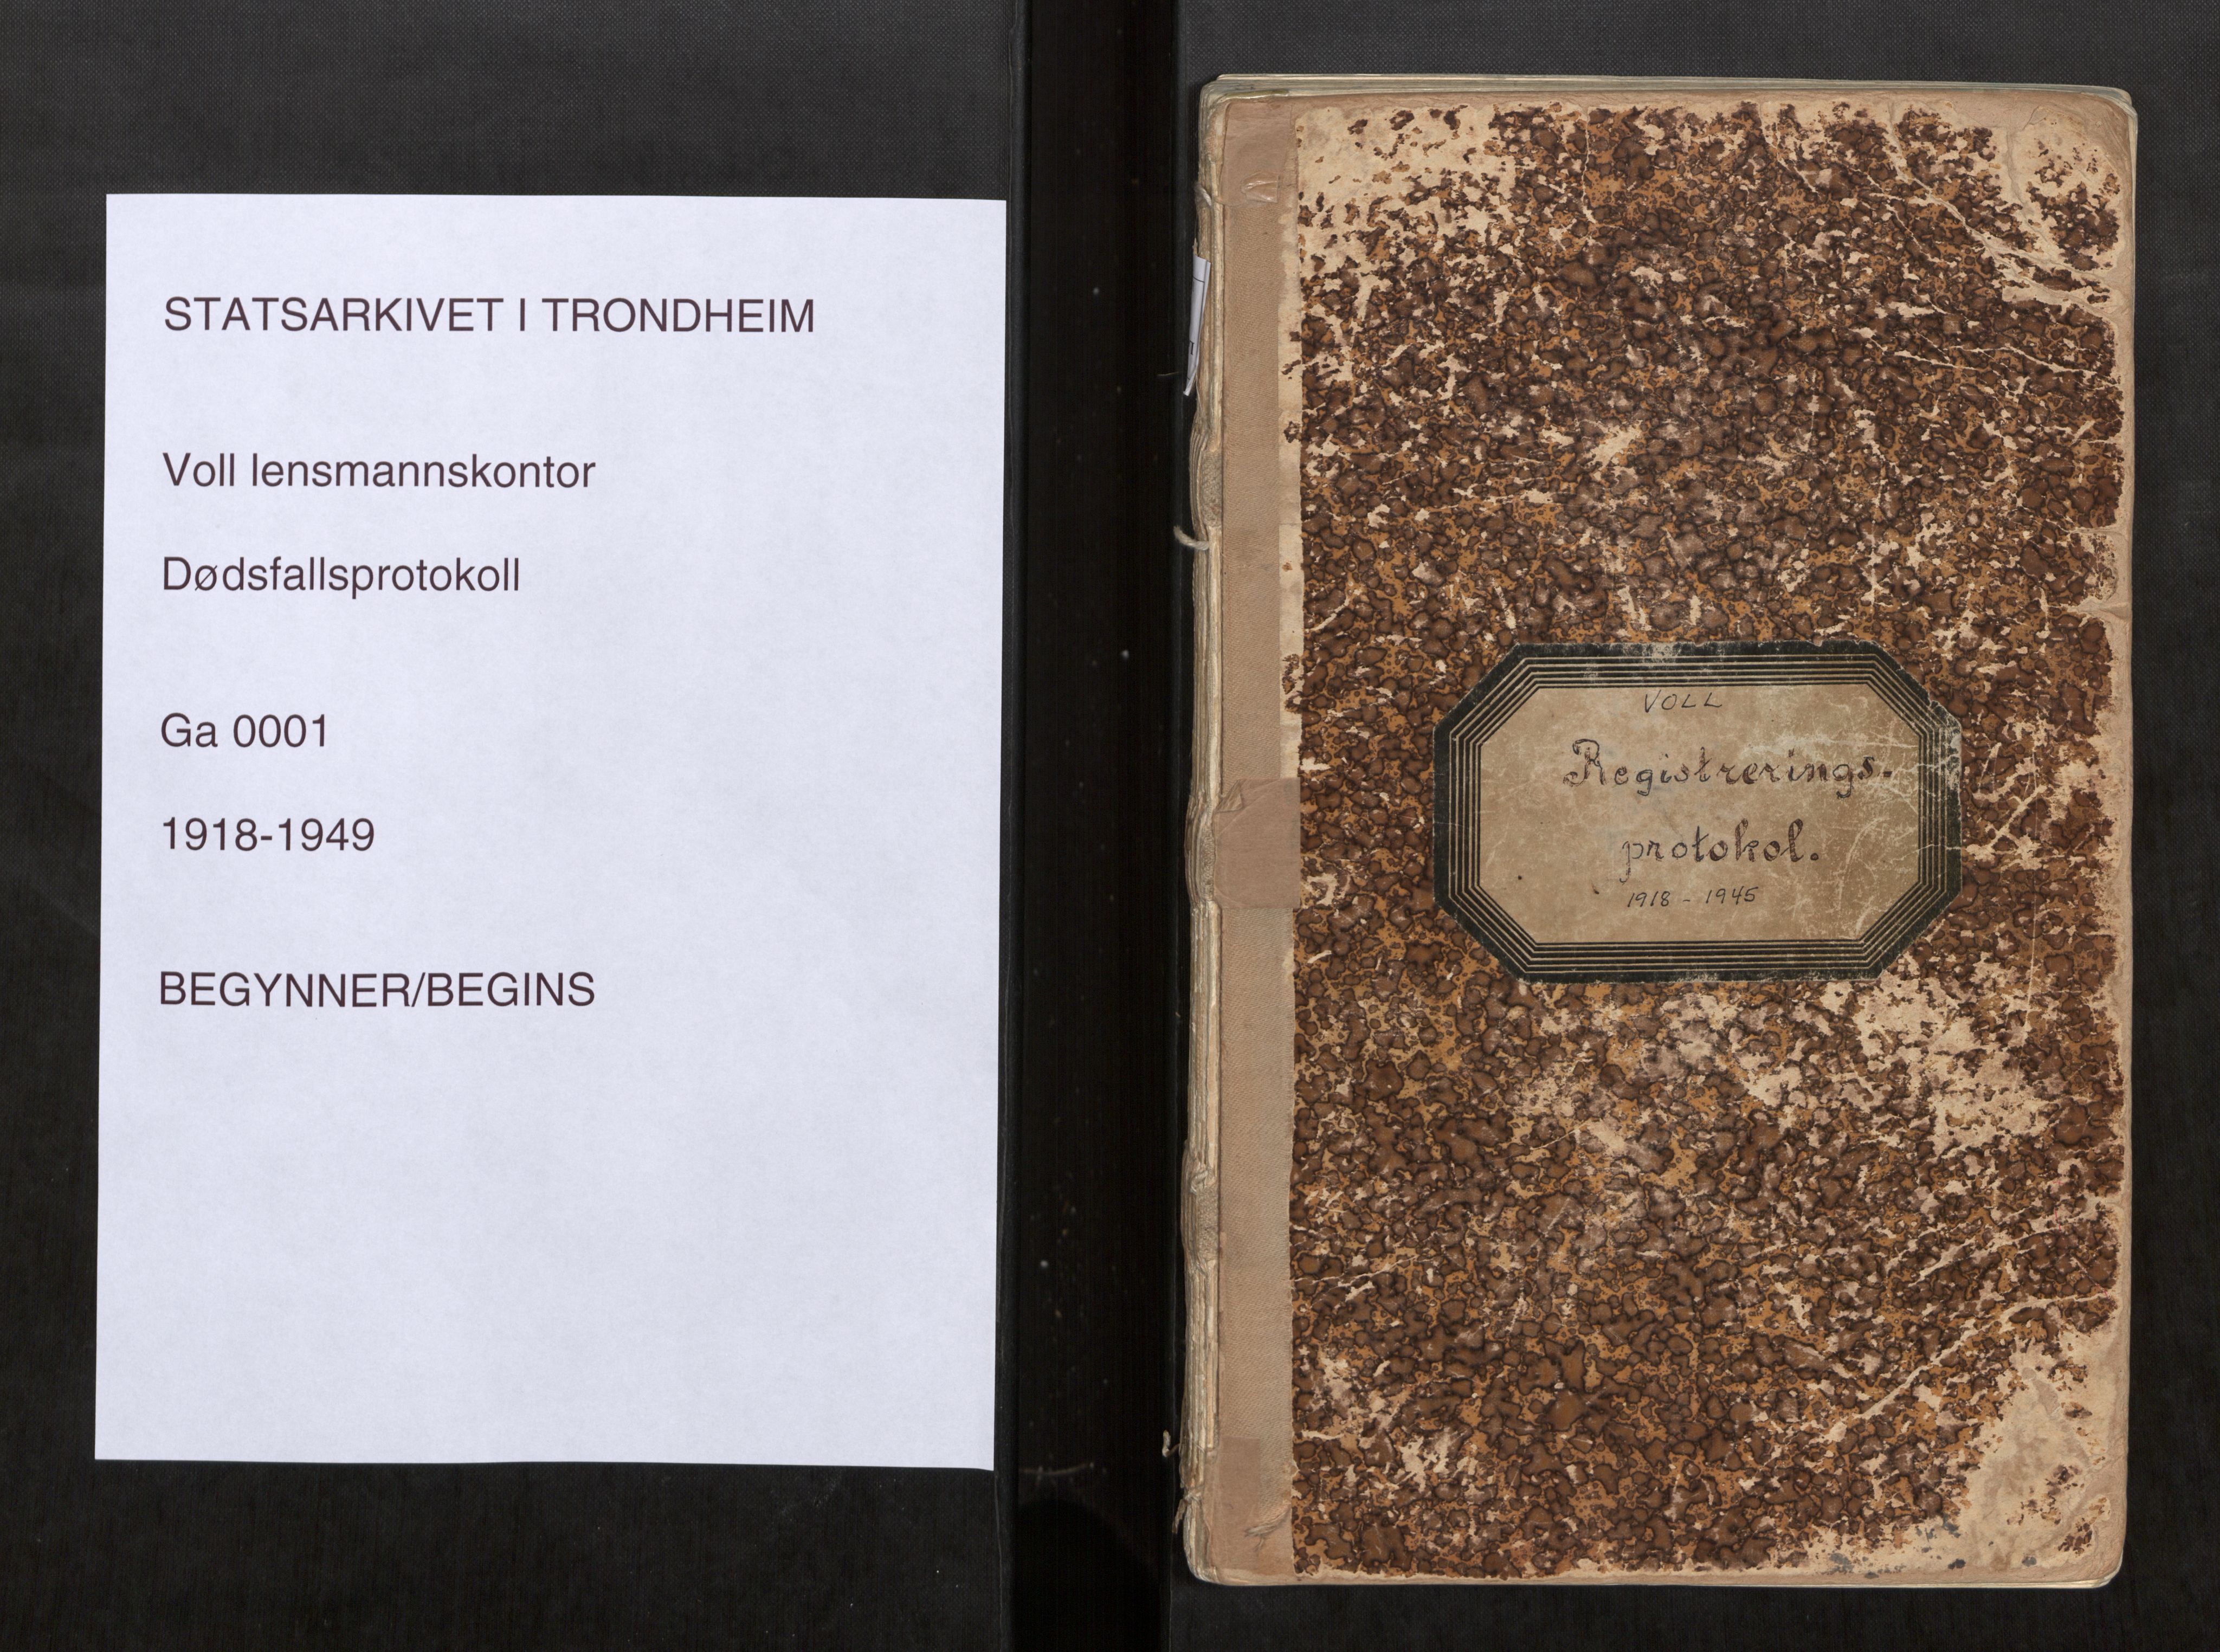 STATSARKIVET I TRONDHEIM
Voll lensmannskontor
Dødsfallsprotokoll
Ga 0001
1918-1949
BEGYNNER/BEGINS
VOLL
Registrerings.
protokol.
1918 - 1945